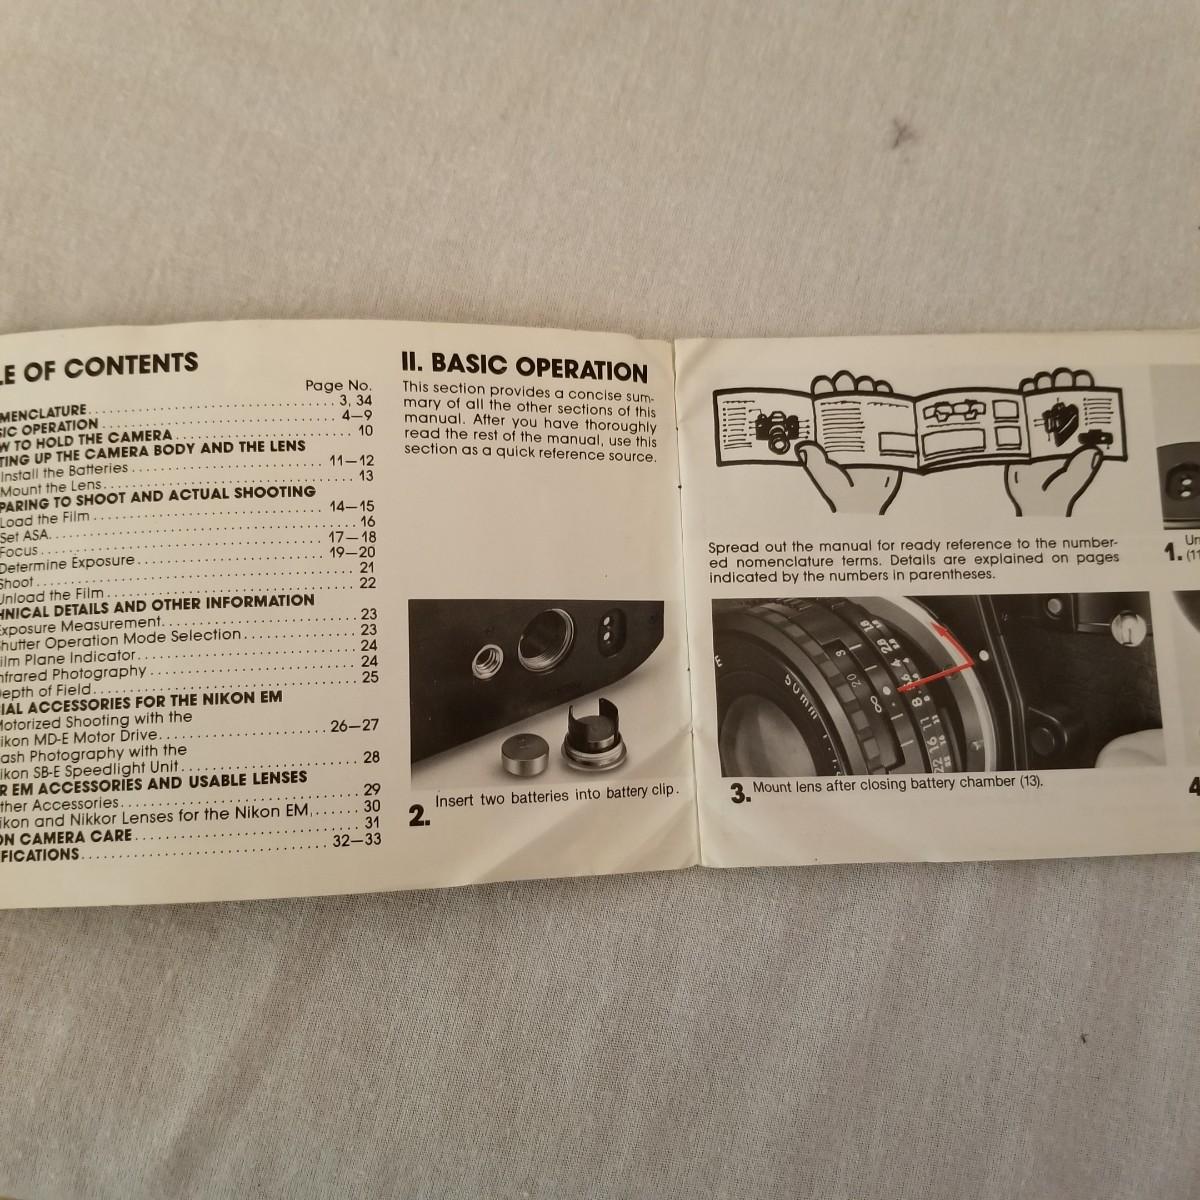 LE OF CONTENTS
Page No.
MENCLATURE 3, 34
SIC OPERATION 4—9
W TO HOLD THE CAMERA 10
TING UP THE CAMERA BODY AND THE LENS
Install the Batteries 11—12
Mount the Lens 13
PARING TO SHOOT AND ACTUAL SHOOTING
Load the Film 14—15
Set ASA 16
Focus 17—18
Determine Exposure 19—20
Shoot 21
Unload the Film 22
HNICAL DETAILS AND OTHER INFORMATION
Exposure Measurement 23
Shutter Operation Mode Selection 23
Film Plane Indicator 24
nfrared Photography 24
Depth of Field 25
IAL ACCESSORIES FOR THE NIKON EM
Motorized Shooting with the
ikon MD-E Motor Drive 26—27
ash Photography with the
ikon SB-E Speedlight Unit 28
R EM ACCESSORIES AND USABLE LENSES
ther Accessories 29
ikon and Nikkor Lenses for the Nikon EM 30
ON CAMERA CARE 31
IFICATIONS 32—33
II. BASIC OPERATION
This section provides a concise sum-
mary of all the other sections of this
manual. After you have thoroughly
read the rest of the manual, use this
section as a quick reference source.
2. Insert two batteries into battery clip.
Spread out the manual for ready reference to the number-
ed nomenclature terms. Details are explained on pages
indicated by the numbers in parentheses.
50mm
3. Mount lens after closing battery chamber (13).
1. Un
(11
4